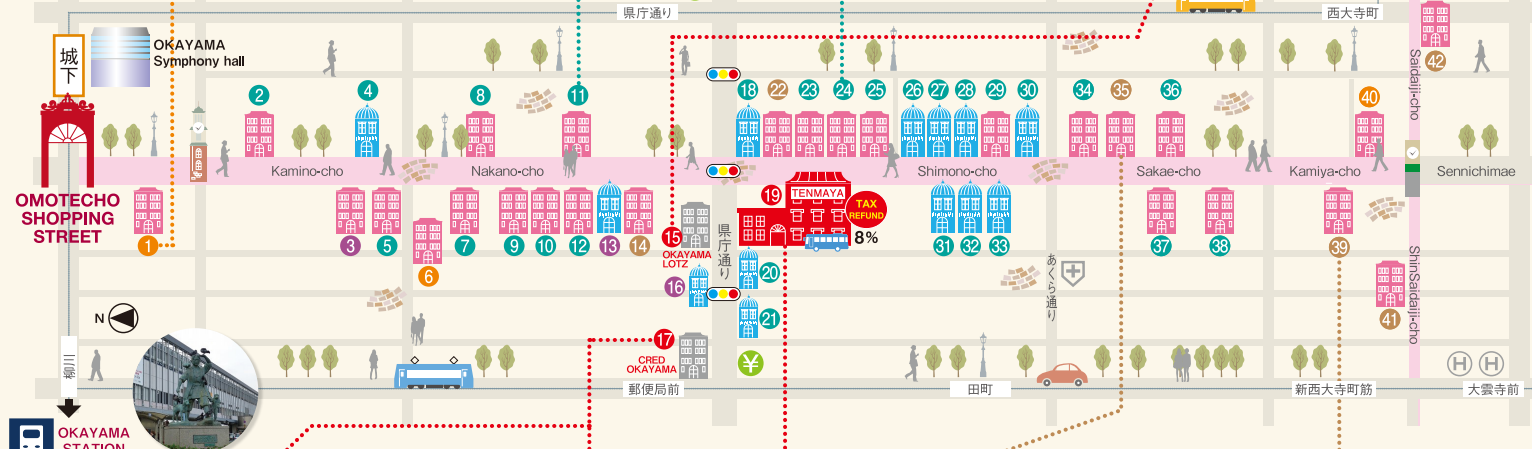 県庁通り
西大寺町
城下
OKAYAMA
Symphony hall
42
Saidaiji-cho
2
4
8
11
18
22
23
24
25
26
27
28
29
30
34
35
36
40
Kamino-cho
Nakano-cho
Shimono-cho
Sakae-cho
Kamiya-cho
Sennichimae
OMOTECHO
SHOPPING
STREET
1
3
5
6
7
9
10
12
13
14
15
OKAYAMA
LOTZ
16
県庁通り
19
TENMAYA
TAX
REFUND
8%
20
21
31
32
33
あくら通り
37
38
39
41
ShinSaidaiji-cho
N
17
CRED
OKAYAMA
¥
H
H
柳川
郵便局前
田町
新西大寺町筋
大雲寺前
OKAYAMA
STATION